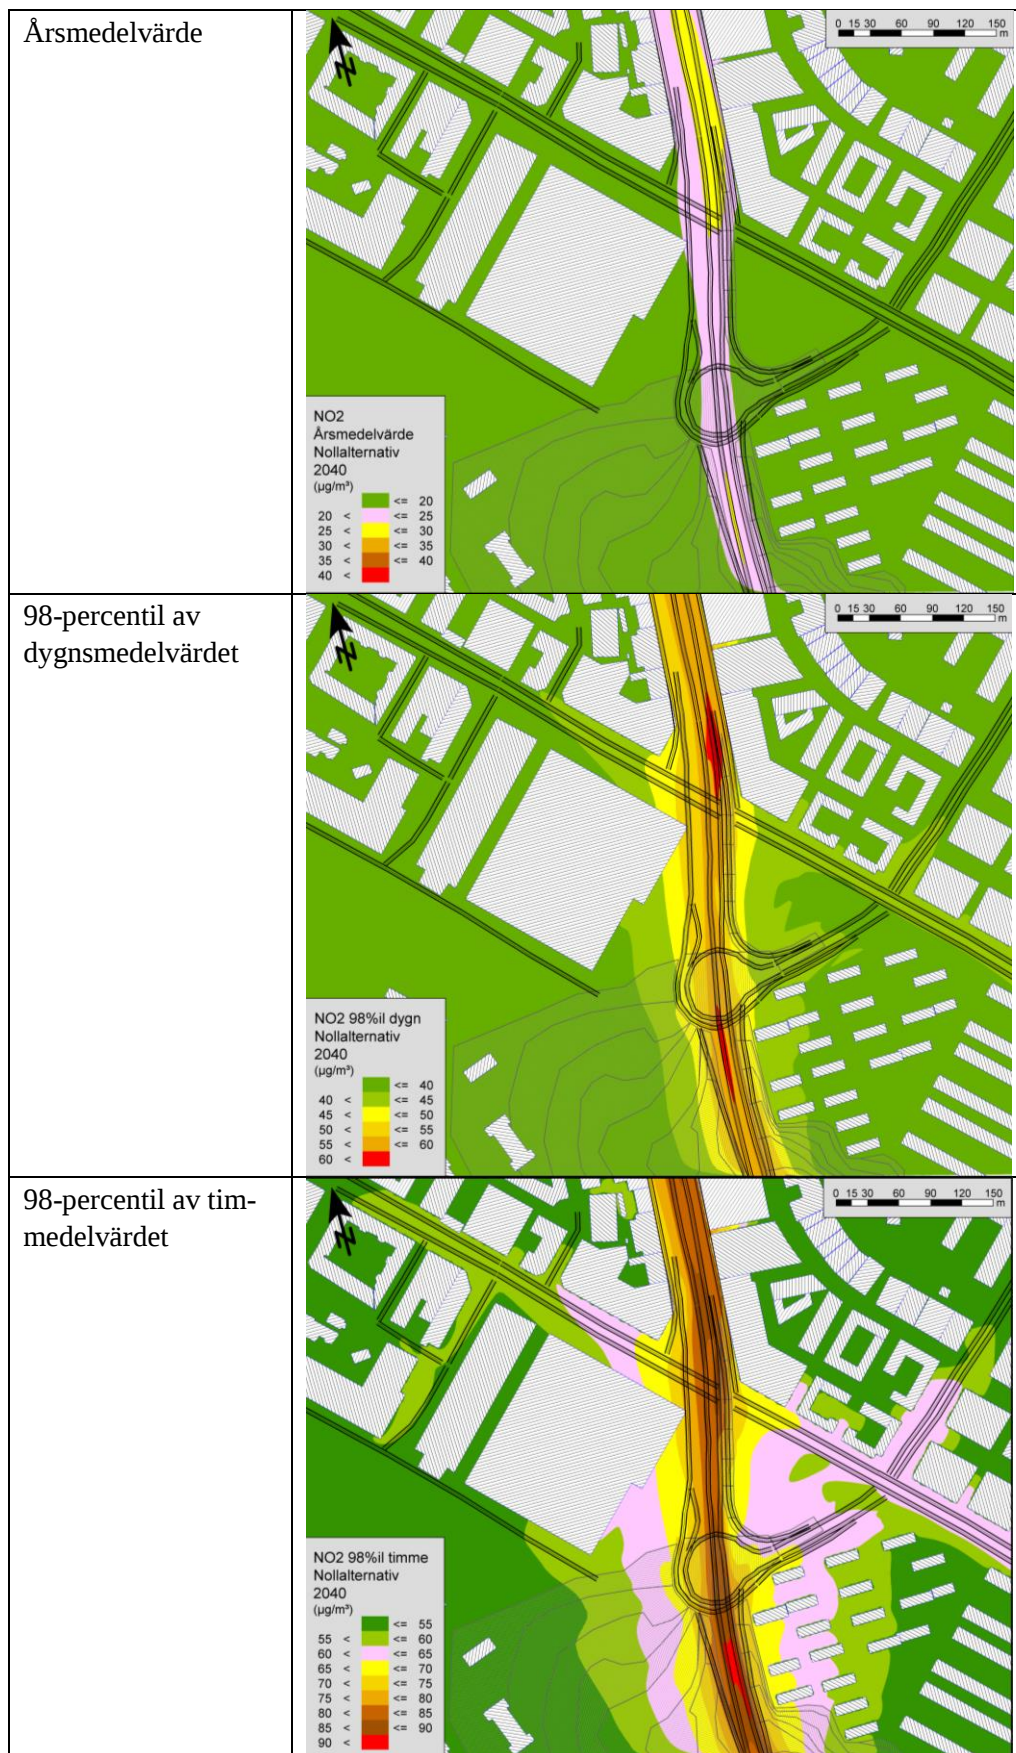 Årsmedelvärde
0 15 30 60 90 120 150
m
N
NO2
Årsmedelvärde
Nollalternativ
2040
(µg/m³)
<= 20
20 < <= 25
25 < <= 30
30 < <= 35
35 < <= 40
40 <
98-percentil av
dygnsmedelvärdet
0 15 30 60 90 120 150
m
N
NO2 98%il dygn
Nollalternativ
2040
(µg/m³)
<= 40
40 < <= 45
45 < <= 50
50 < <= 55
55 < <= 60
60 <
98-percentil av tim-
medelvärdet
0 15 30 60 90 120 150
m
N
NO2 98%il timme
Nollalternativ
2040
(µg/m³)
<= 55
55 < <= 60
60 < <= 65
65 < <= 70
70 < <= 75
75 < <= 80
80 < <= 85
85 < <= 90
90 <